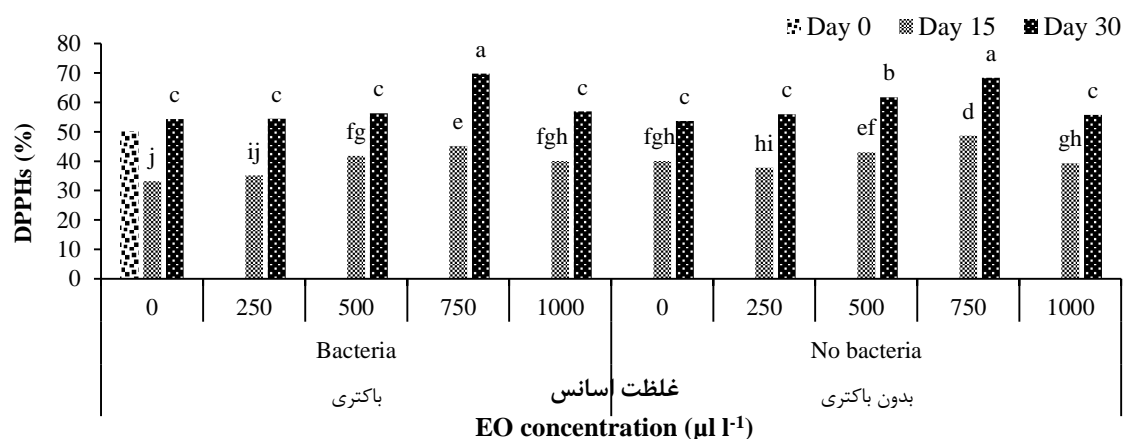 Day 0 Day 15 Day 30
80
70
60
50
40
30
20
10
0
DPPHs (%)
j c ij c fg c e a fgh c fgh c hi c ef b d a gh c
0 250 500 750 1000 0 250 500 750 1000
Bacteria No bacteria
باکتری غلظت اسانس بدون باکتری
EO concentration (µl l⁻¹)